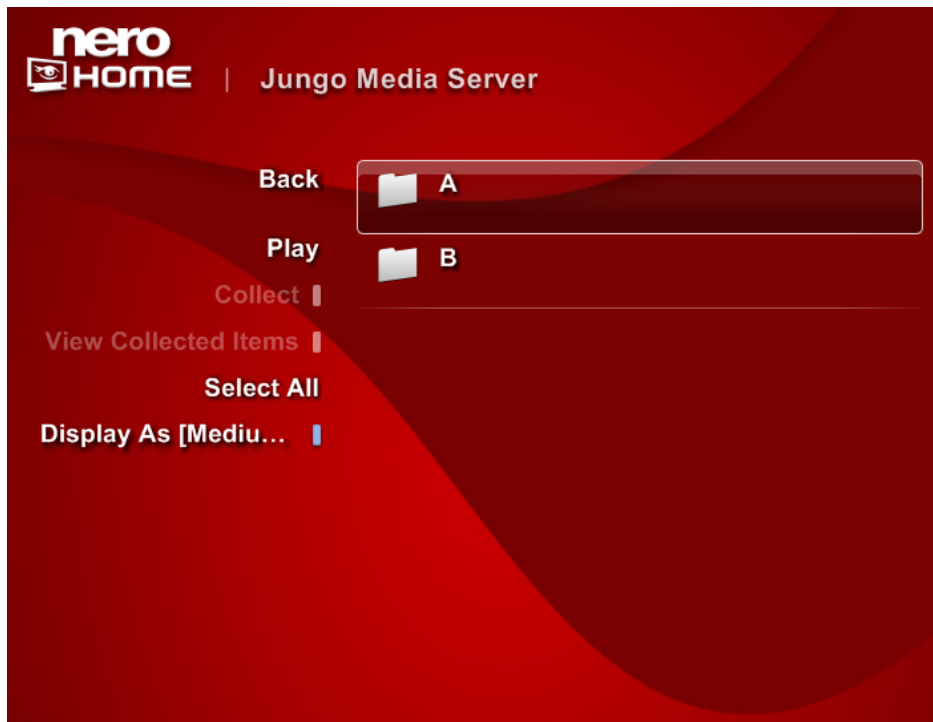 nero
HOME | Jungo Media Server
Back
Play
Collect
View Collected Items
Select All
Display As [Mediu...
A
B